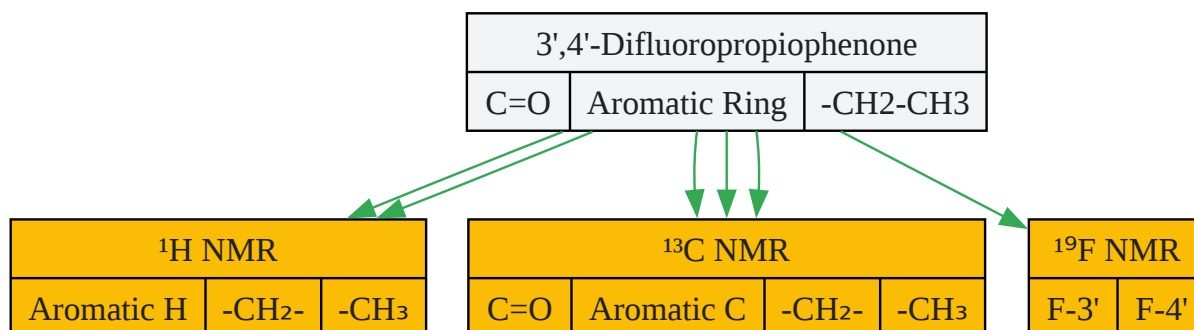 3',4'-Difluoropropiophenone
C=O Aromatic Ring -CH2-CH3
¹H NMR
Aromatic H -CH₂- -CH₃
¹³C NMR
C=O Aromatic C -CH₂- -CH₃
¹⁹F NMR
F-3' F-4'